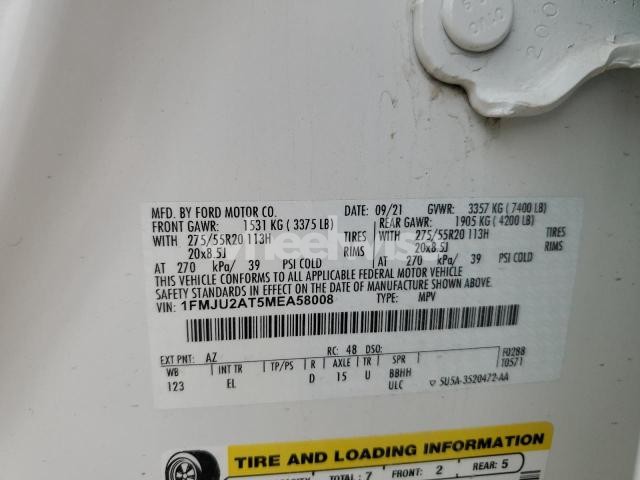 MFD. BY FORD MOTOR CO. DATE: 09/21 GVWR: 3357 KG (7400 LB)
FRONT GAWR: 1531 KG (3375 LB) REAR GAWR: 1905 KG (4200 LB)
WITH 275/55R20 113H TIRES WITH 275/55R20 113H TIRES
20x8.5J RIMS 20x8.5J RIMS
AT 270 kPa/ 39 PSI COLD AT 270 kPa/ 39 PSI COLD
THIS VEHICLE CONFORMS TO ALL APPLICABLE FEDERAL MOTOR VEHICLE
SAFETY STANDARDS IN EFFECT ON THE DATE OF MANUFACTURE SHOWN ABOVE.
VIN: 1FMJU2AT5MEA58008 TYPE: MPV
EXT PNT: AZ RC: 48 DSO: F0288
WB INT TR TP/PS R AXLE TR SPR T0571
123 EL D 15 U BBHH
ULC ▽ 5U5A-3520472-AA
TIRE AND LOADING INFORMATION
TOTAL: 7 FRONT: 2 REAR: 5